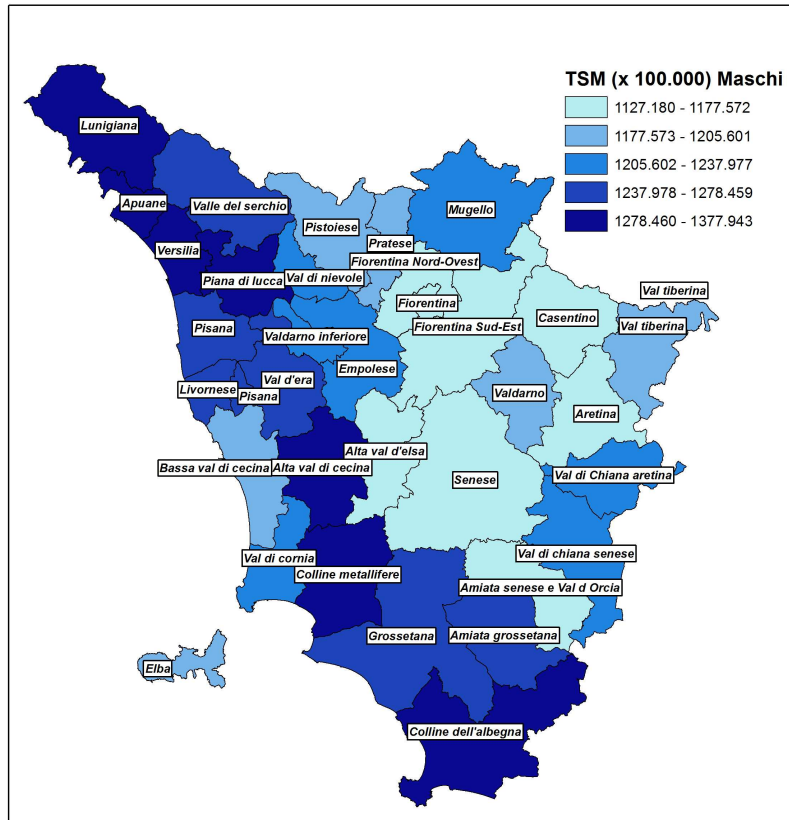 TSM (x 100.000) Maschi
1127.180 - 1177.572
1177.573 - 1205.601
1205.602 - 1237.977
1237.978 - 1278.459
1278.460 - 1377.943
Lunigiana
Apuane
Valle del serchio
Mugello
Pistoiese
Pratese
Versilia
Fiorentina Nord-Ovest
Piana di lucca
Val di nievole
Val tiberina
Fiorentina
Casentino
Pisana
Fiorentina Sud-Est
Val tiberina
Valdarno inferiore
Empolese
Val d'era
Livornese
Pisana
Valdarno
Aretina
Alta val d'elsa
Bassa val di cecina
Alta val di cecina
Senese
Val di Chiana aretina
Val di cornia
Val di chiana senese
Colline metallifere
Amiata senese e Val d Orcia
Grossetana
Amiata grossetana
Elba
Colline dell'albegna